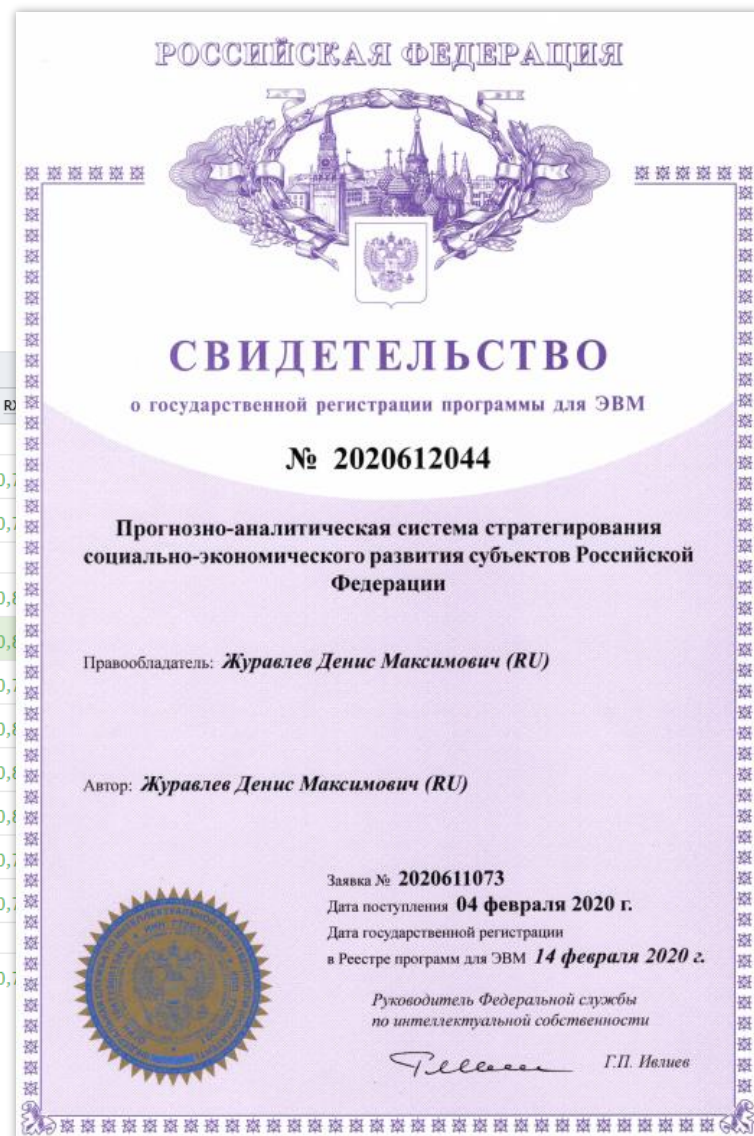 РОССИЙСКАЯ ФЕДЕРАЦИЯ
СВИДЕТЕЛЬСТВО
о государственной регистрации программы для ЭВМ
№ 2020612044
Прогнозно-аналитическая система стратегирования
социально-экономического развития субъектов Российской
Федерации
Правообладатель: Журавлев Денис Максимович (RU)
Автор: Журавлев Денис Максимович (RU)
Заявка № 2020611073
Дата поступления 04 февраля 2020 г.
Дата государственной регистрации
в Реестре программ для ЭВМ 14 февраля 2020 г.
Руководитель Федеральной службы
по интеллектуальной собственности
Г.П. Ивлиев